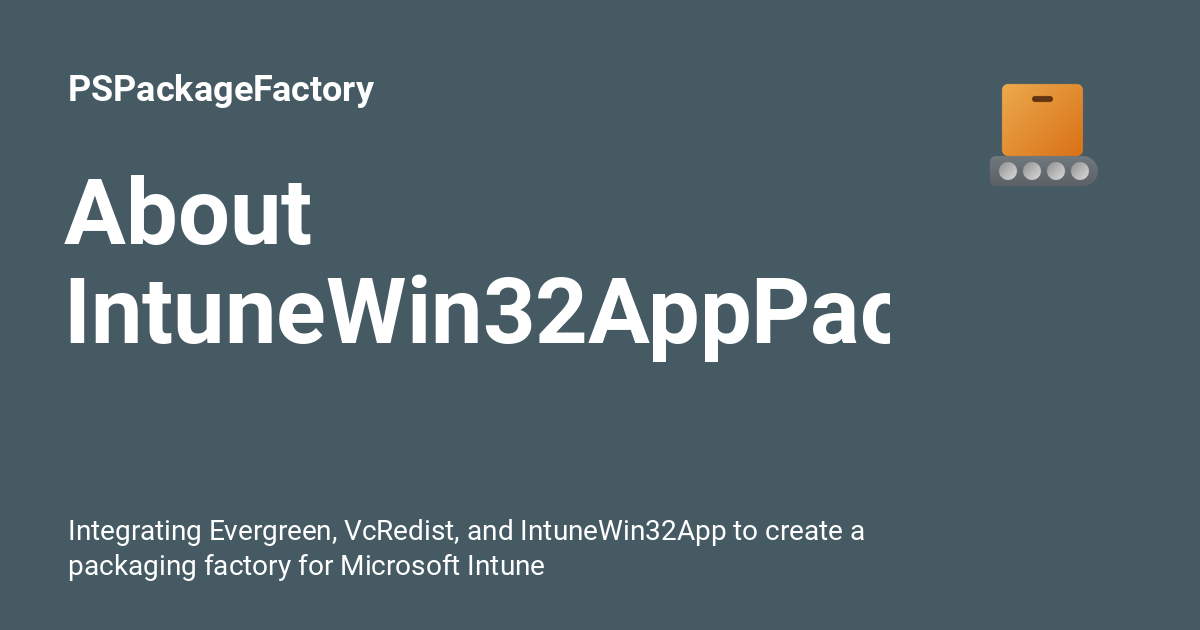 PSPackageFactory
About
IntuneWin32AppPac
Integrating Evergreen, VcRedist, and IntuneWin32App to create a
packaging factory for Microsoft Intune